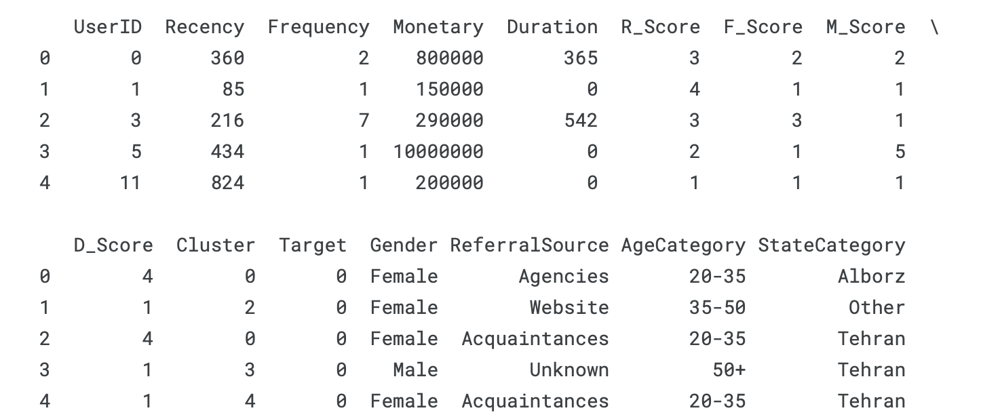 UserID Recency Frequency Monetary Duration R_Score F_Score M_Score \
0 0 360 2 800000 365 3 2 2
1 1 85 1 150000 0 4 1 1
2 3 216 7 290000 542 3 3 1
3 5 434 1 10000000 0 2 1 5
4 11 824 1 200000 0 1 1 1
D_Score Cluster Target Gender ReferralSource AgeCategory StateCategory
0 4 0 0 Female Agencies 20-35 Alborz
1 1 2 0 Female Website 35-50 Other
2 4 0 0 Female Acquaintances 20-35 Tehran
3 1 3 0 Male Unknown 50+ Tehran
4 1 4 0 Female Acquaintances 20-35 Tehran